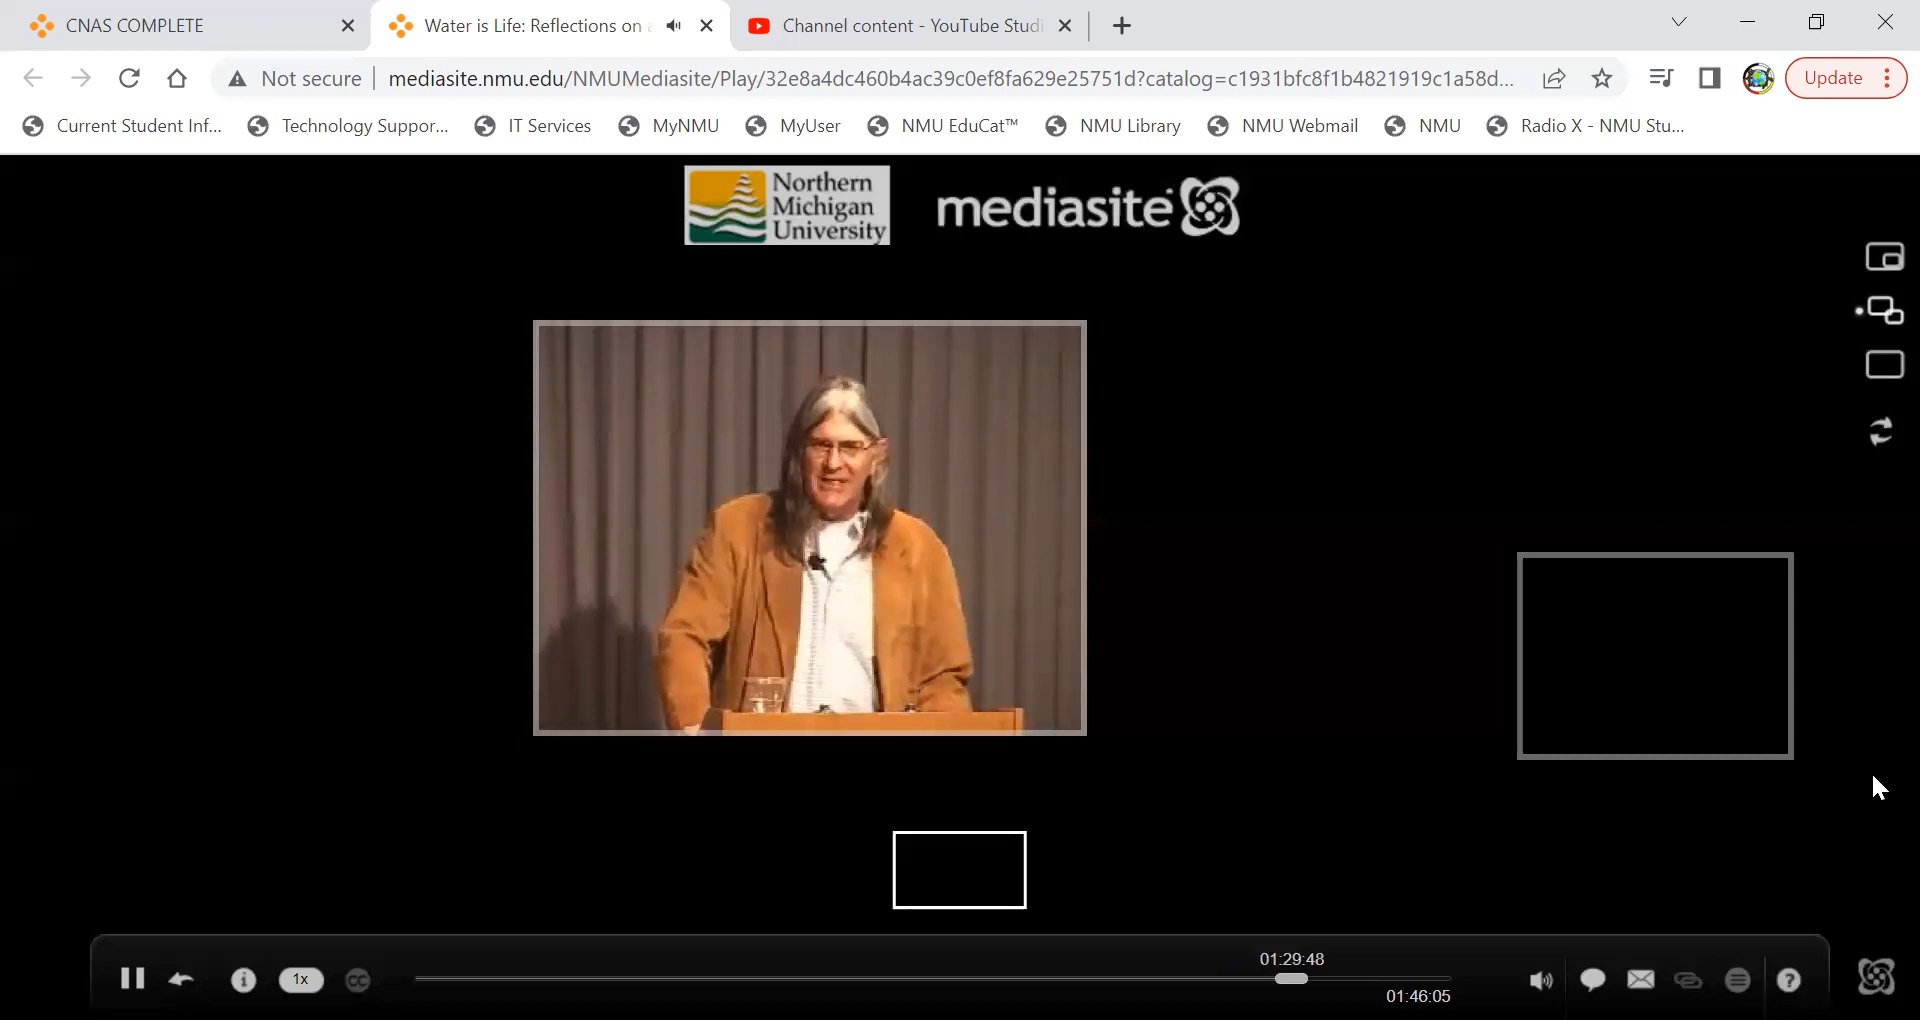 CNAS COMPLETE
Water is Life: Reflections on
Channel content - YouTube Studi
Not secure
mediasite.nmu.edu/NMUMediasite/Play/32e8a4dc460b4ac39c0ef8fa629e25751d?catalog=c1931bfc8f1b4821919c1a58d...
Update
Current Student Inf...
Technology Suppor...
IT Services
MyNMU
MyUser
NMU EduCat™
NMU Library
NMU Webmail
NMU
Radio X - NMU Stu...
Northern
Michigan
University
mediasite
01:29:48
1x
CC
01:46:05